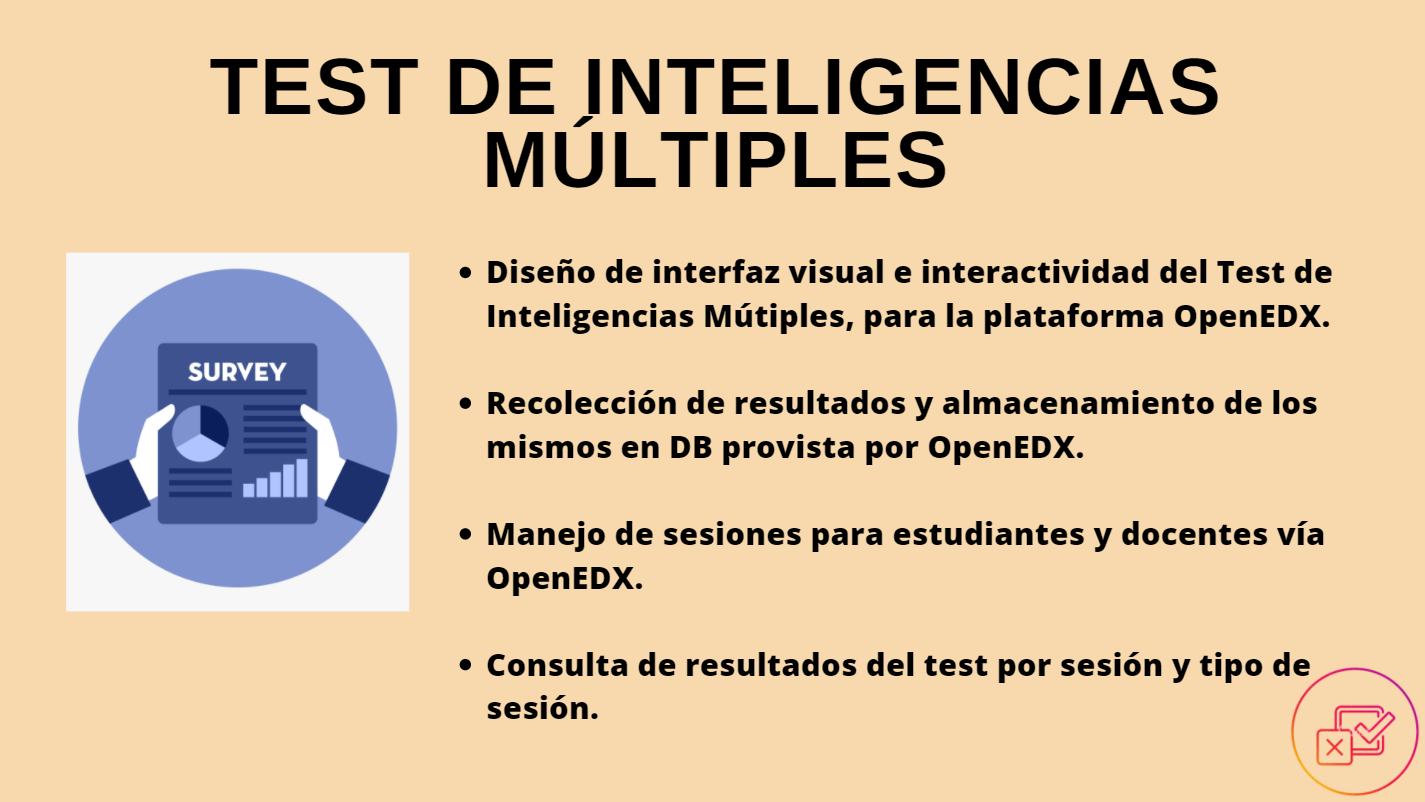 TEST DE INTELIGENCIAS
MÚLTIPLES
SURVEY
• Diseño de interfaz visual e interactividad del Test de
Inteligencias Mútiples, para la plataforma OpenEDX.
• Recolección de resultados y almacenamiento de los
mismos en DB provista por OpenEDX.
• Manejo de sesiones para estudiantes y docentes vía
OpenEDX.
• Consulta de resultados del test por sesión y tipo de
sesión.